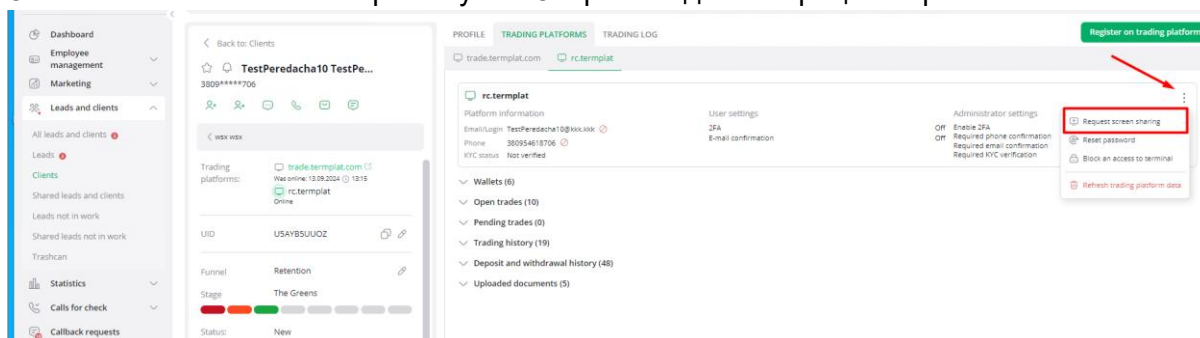 Dashboard
Employee
management
Marketing
Leads and clients
All leads and clients
Leads
Clients
Shared leads and clients
Leads not in work
Shared leads not in work
Trashcan
Statistics
Calls for check
Callback requests
Back to: Clients
TestPeredacha10 TestPe...
3809*****706
wsx wsx
Trading
platforms:
trade.termplat.com
Was online: 13.09.2024 13:15
rc.termplat
Online
UID U5AYB5UUOZ
Funnel Retention
Stage The Greens
Status: New
PROFILE TRADING PLATFORMS TRADING LOG
Register on trading platform
trade.termplat.com rc.termplat
rc.termplat
Platform information
Email/Login TestPeredacha10@kkk.kkk
Phone 380954618706
KYC status Not verified
User settings
2FA Off
E-mail confirmation Off
Administrator settings
Enable 2FA
Required phone confirmation
Required email confirmation
Required KYC verification
Request screen sharing
Reset password
Block an access to terminal
Refresh trading platform data
Wallets (6)
Open trades (10)
Pending trades (0)
Trading history (19)
Deposit and withdrawal history (48)
Uploaded documents (5)